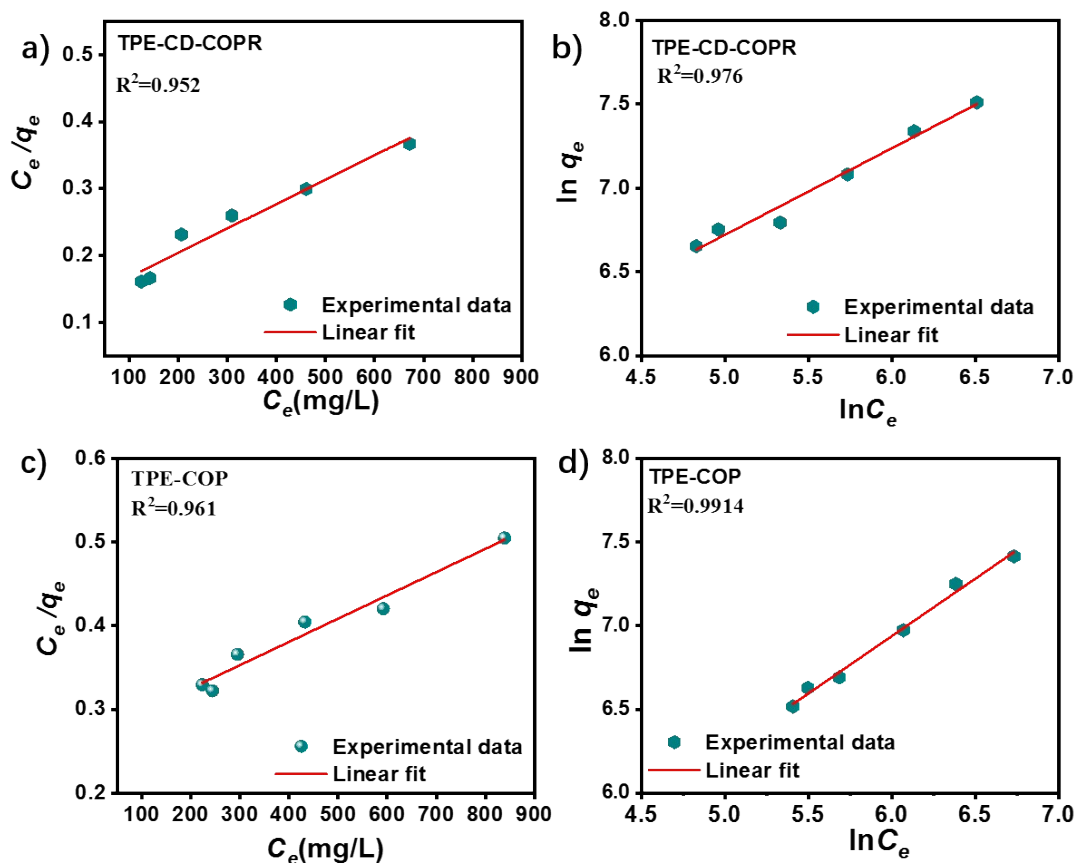 a)
TPE-CD-COPR
R²=0.952
0.5
0.4
0.3
0.2
0.1
Ce/qe
Experimental data
Linear fit
100 200 300 400 500 600 700 800 900
Ce(mg/L)
b)
TPE-CD-COPR
R²=0.976
8.0
7.5
7.0
6.5
6.0
ln qe
Experimental data
Linear fit
4.5 5.0 5.5 6.0 6.5 7.0
lnCe
c)
TPE-COP
R²=0.961
0.6
0.5
0.4
0.3
0.2
Ce/qe
Experimental data
Linear fit
100 200 300 400 500 600 700 800 900
Ce(mg/L)
d)
TPE-COP
R²=0.9914
8.0
7.5
7.0
6.5
6.0
ln qe
Experimental data
Linear fit
4.5 5.0 5.5 6.0 6.5 7.0
lnCe